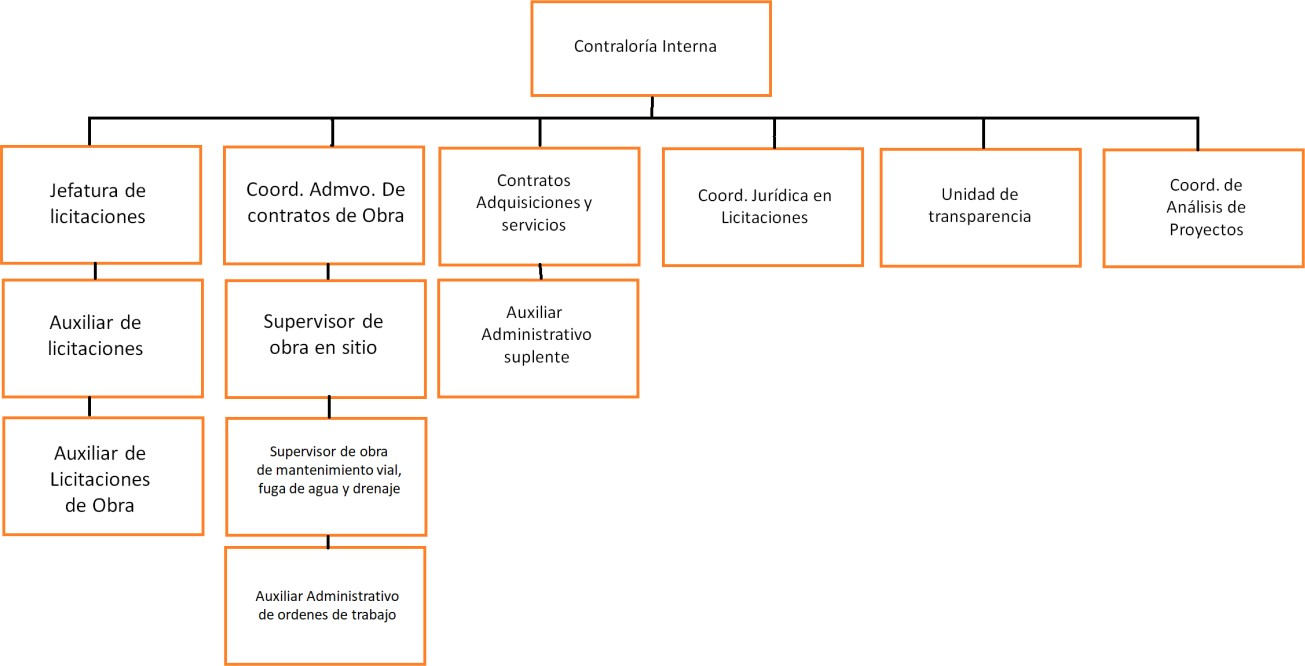 Contraloría Interna
Jefatura de
licitaciones
Coord. Admvo. De
contratos de Obra
Contratos
Adquisiciones y
servicios
Coord. Jurídica en
Licitaciones
Unidad de
transparencia
Coord. de
Análisis de
Proyectos
Auxiliar de
licitaciones
Supervisor de
obra en sitio
Auxiliar
Administrativo
suplente
Auxiliar de
Licitaciones
de Obra
Supervisor de obra
de mantenimiento vial,
fuga de agua y drenaje
Auxiliar Administrativo
de ordenes de trabajo